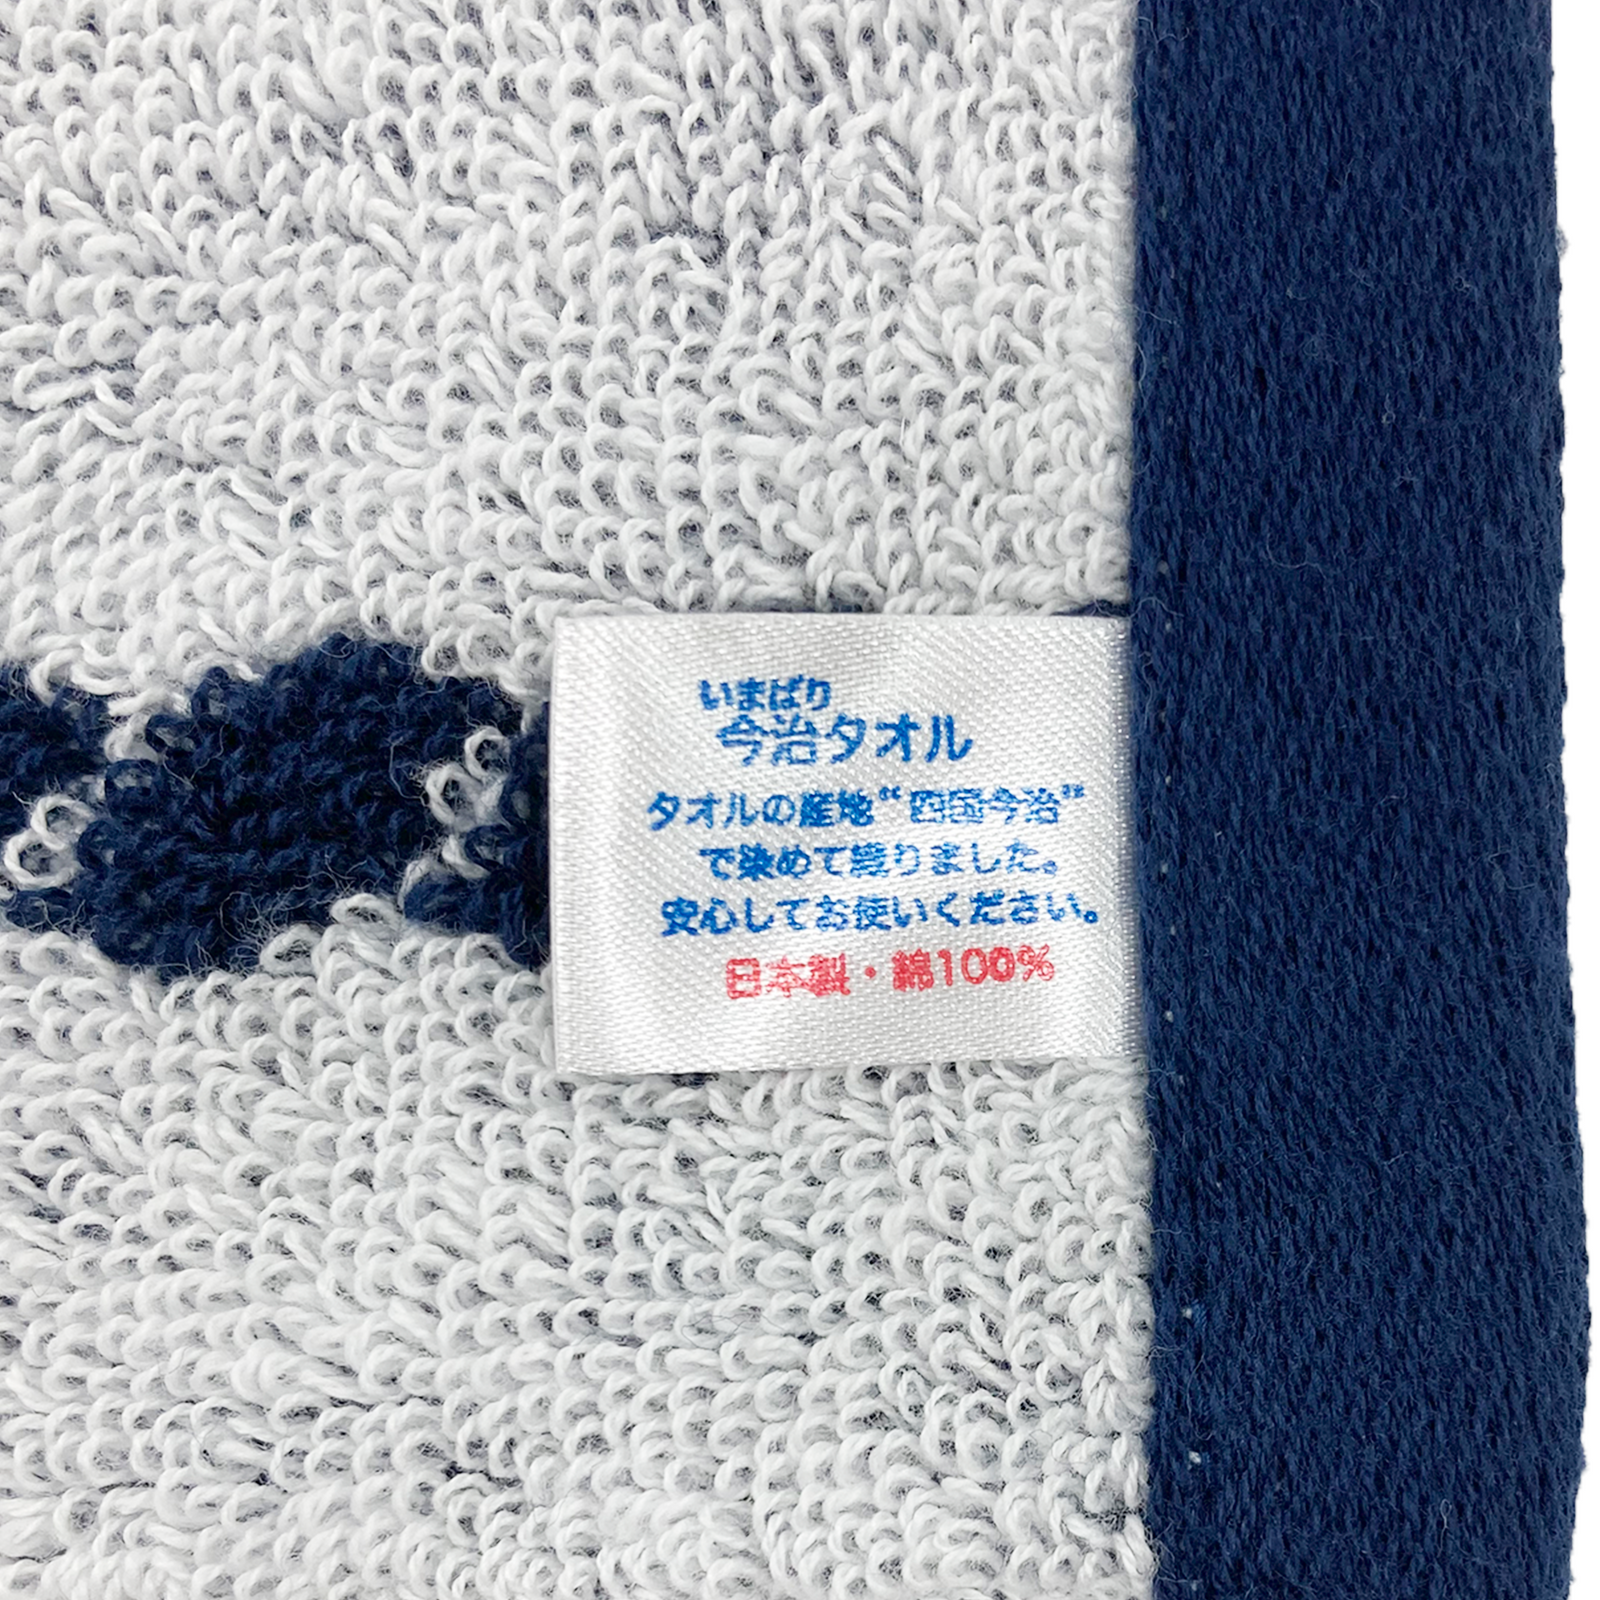 いまばり
今治タオル
タオルの産地“四国今治”
で染めて織りました。
安心してお使いください。
日本製・綿100%